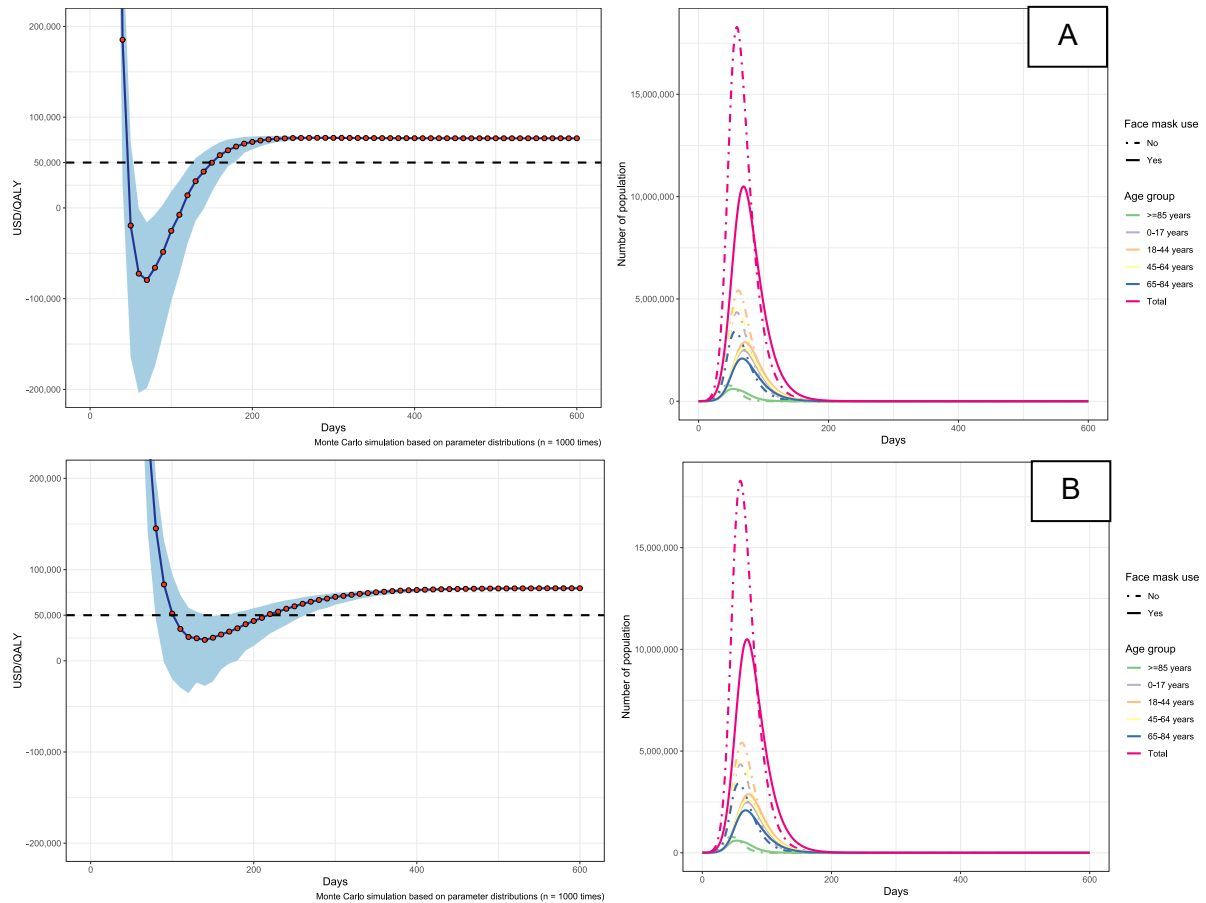 200,000
100,000
50,000
0
-100,000
-200,000
USD/QALY
0
200
400
600
Days
Monte Carlo simulation based on parameter distributions (n = 1000 times)
A
15,000,000
10,000,000
5,000,000
0
Number of population
0
200
400
600
Days
Face mask use
No
Yes
Age group
>=85 years
0-17 years
18-44 years
45-64 years
65-84 years
Total
200,000
100,000
50,000
0
-100,000
-200,000
USD/QALY
0
200
400
600
Days
Monte Carlo simulation based on parameter distributions (n = 1000 times)
B
15,000,000
10,000,000
5,000,000
0
Number of population
0
200
400
600
Days
Face mask use
No
Yes
Age group
>=85 years
0-17 years
18-44 years
45-64 years
65-84 years
Total